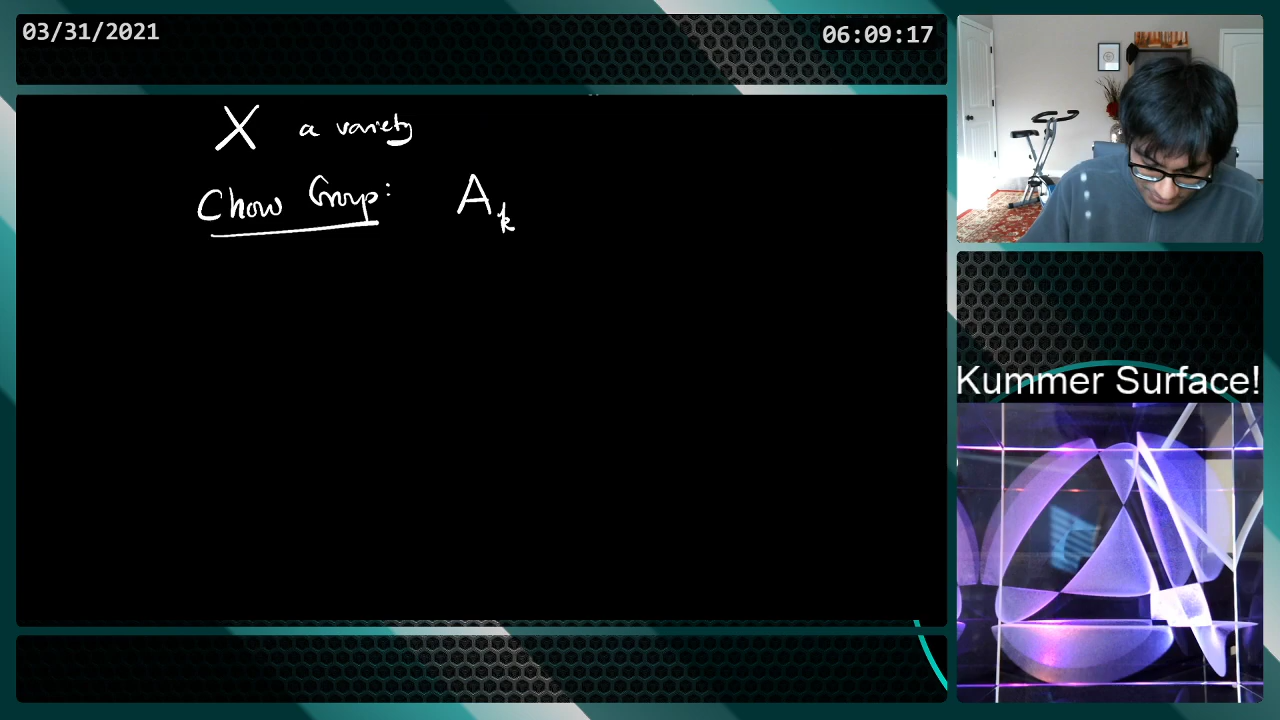 03/31/2021
06:09:17
X a variety
Chow Group: A_k
Kummer Surface!